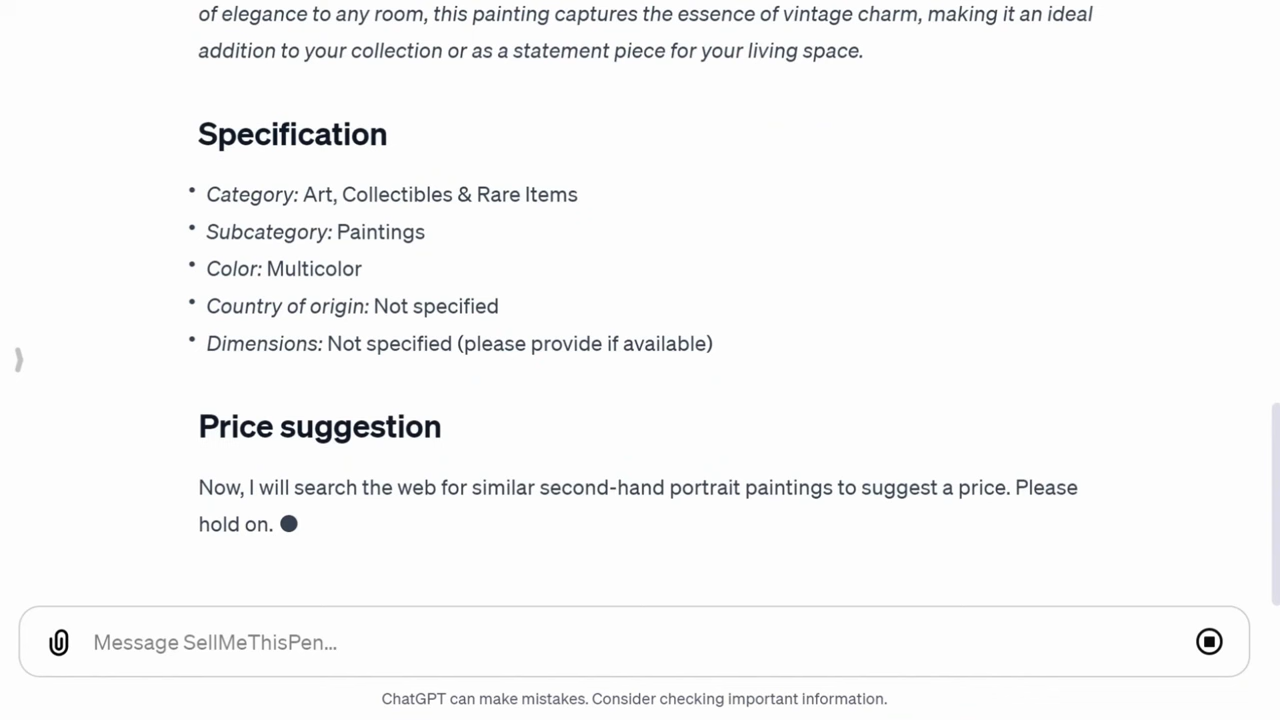 of elegance to any room, this painting captures the essence of vintage charm, making it an ideal
addition to your collection or as a statement piece for your living space.
Specification
• Category: Art, Collectibles & Rare Items
• Subcategory: Paintings
• Color: Multicolor
• Country of origin: Not specified
• Dimensions: Not specified (please provide if available)
Price suggestion
Now, I will search the web for similar second-hand portrait paintings to suggest a price. Please
hold on.
Message SellMeThisPen...
ChatGPT can make mistakes. Consider checking important information.